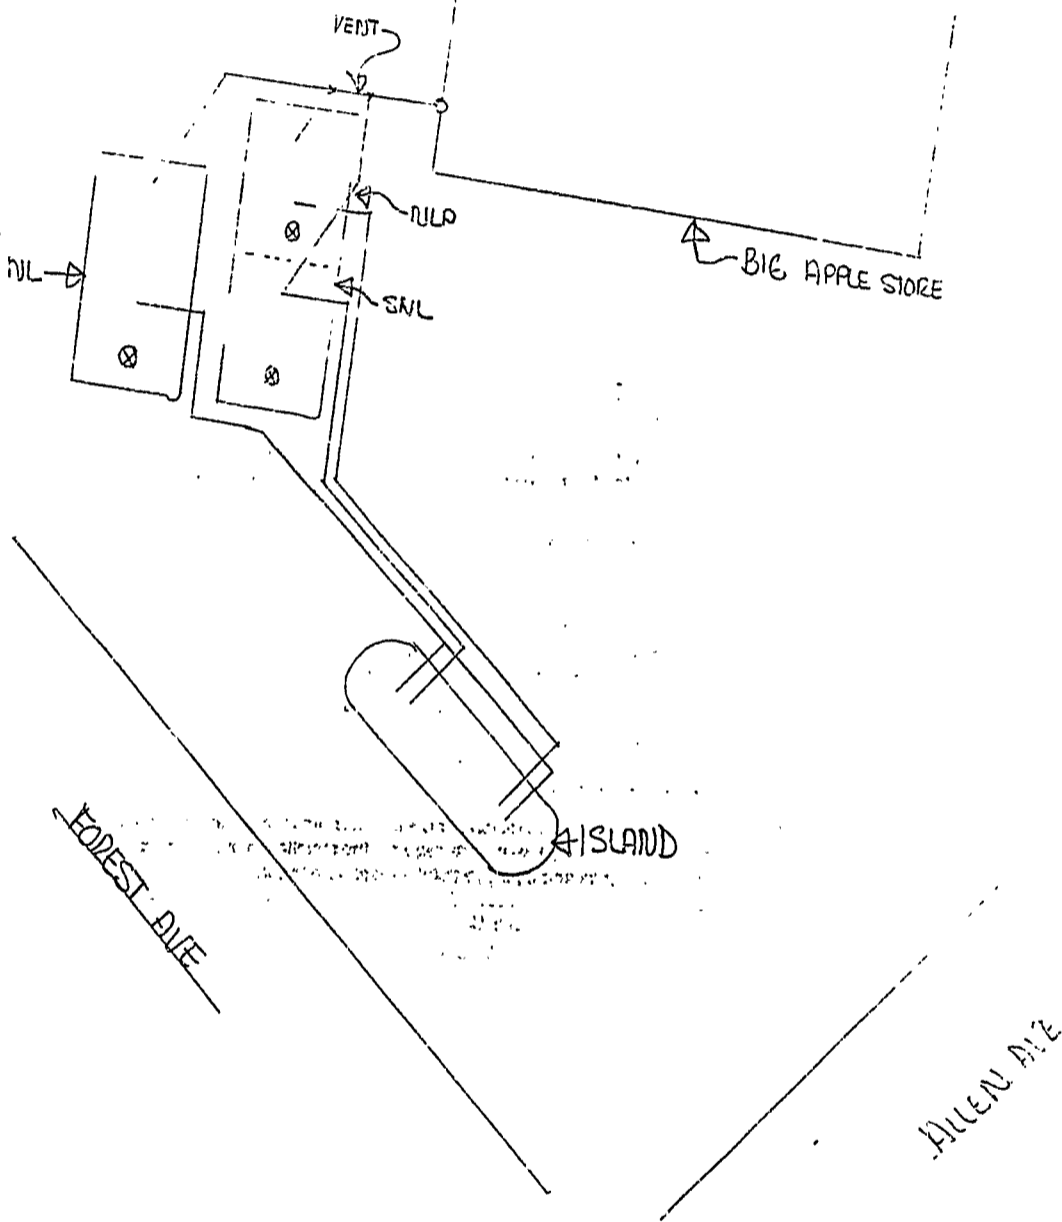 VENT
NLP
NL
SNL
BIG APPLE STORE
ISLAND
FOREST AVE
ALLEN AVE